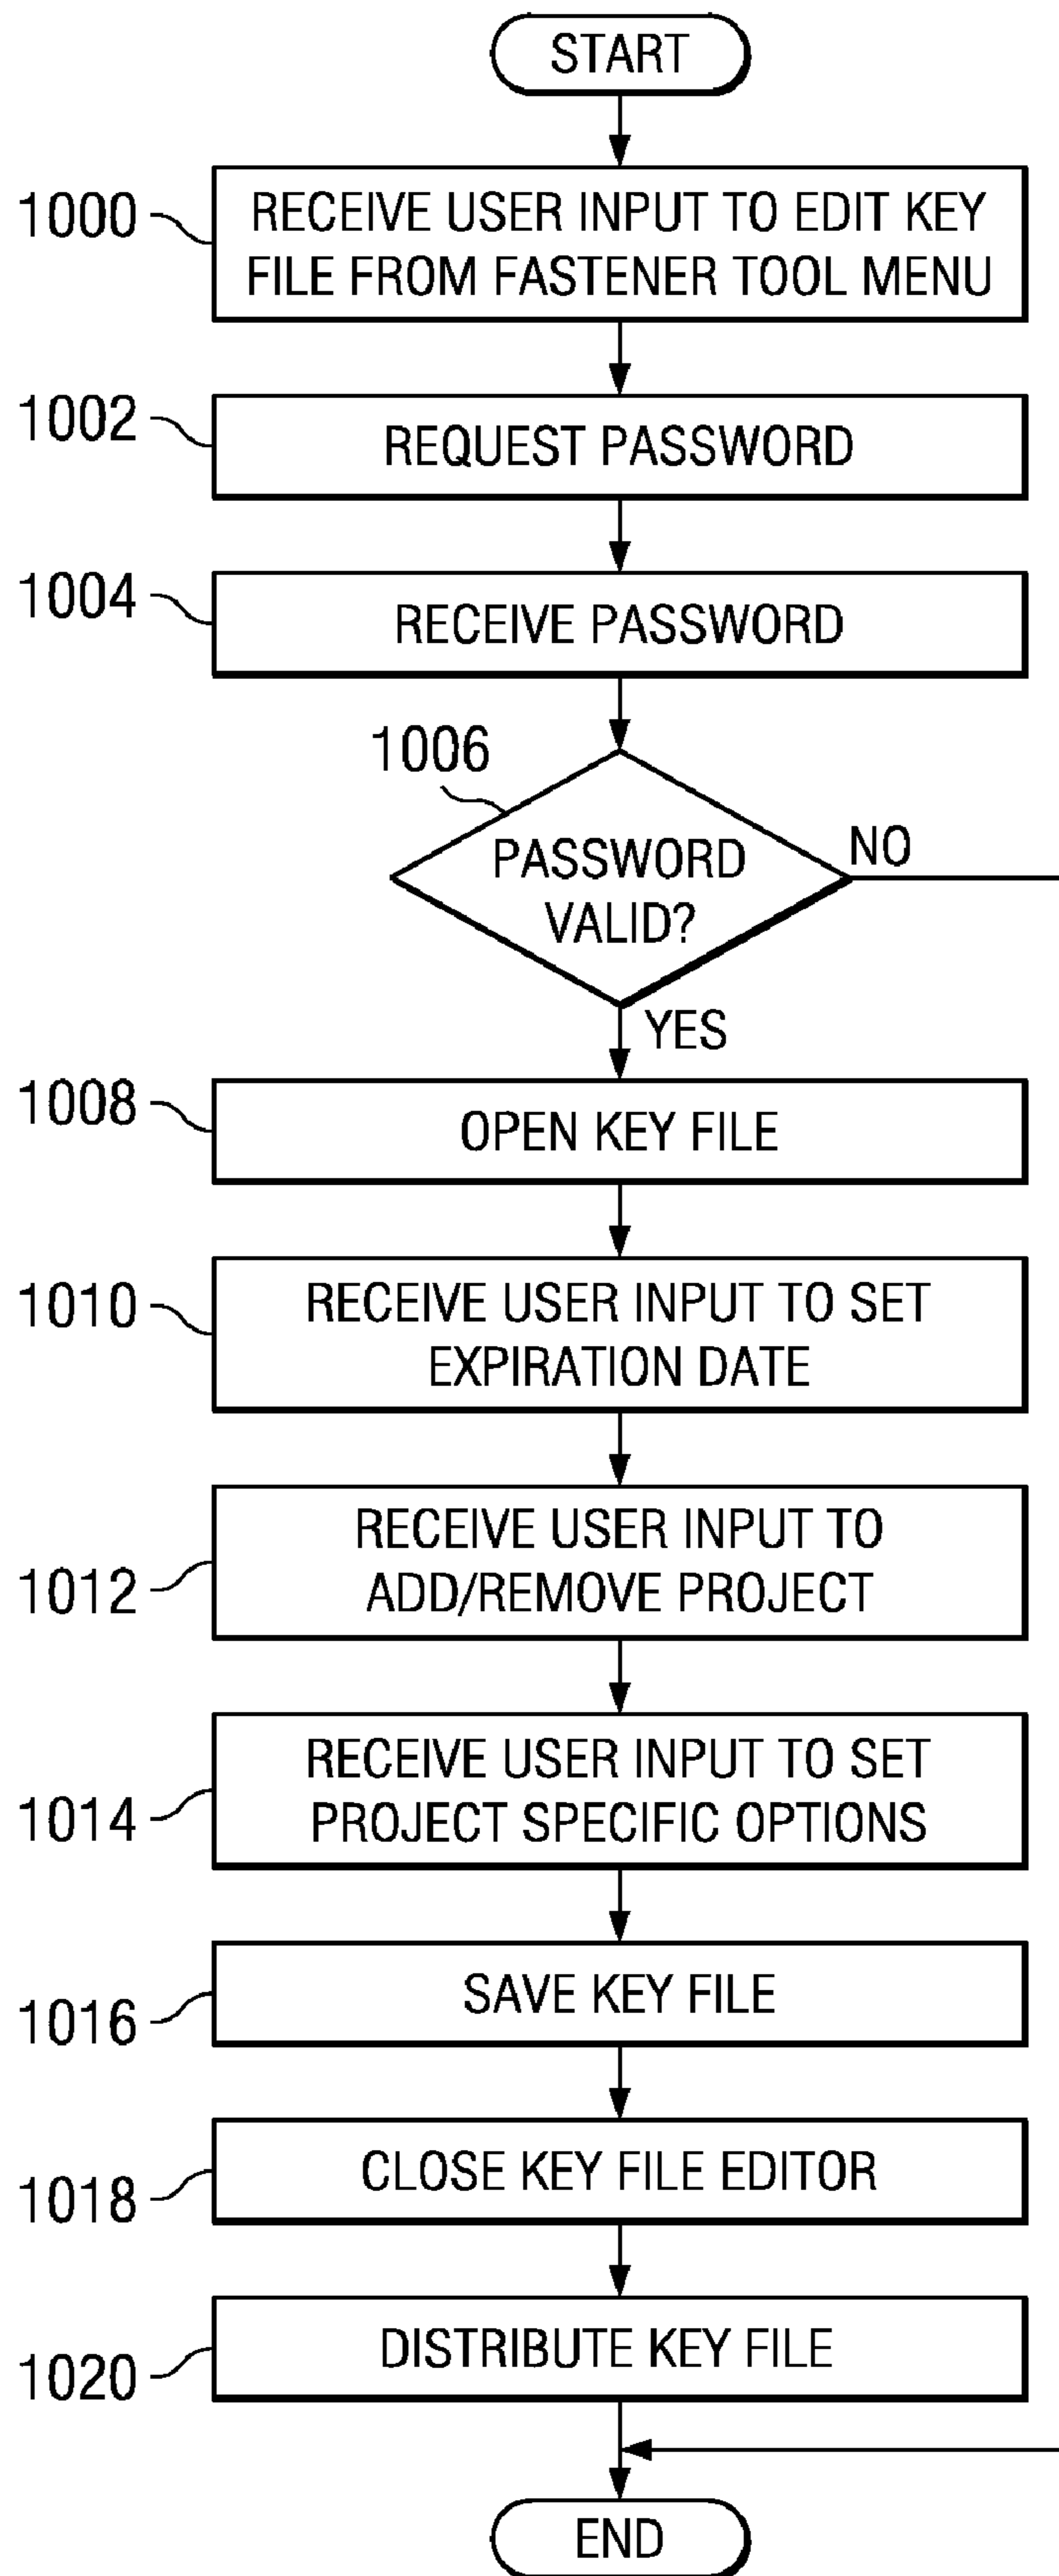 START
1000
RECEIVE USER INPUT TO EDIT KEY
FILE FROM FASTENER TOOL MENU
1002
REQUEST PASSWORD
1004
RECEIVE PASSWORD
1006
PASSWORD
VALID?
NO
YES
1008
OPEN KEY FILE
1010
RECEIVE USER INPUT TO SET
EXPIRATION DATE
1012
RECEIVE USER INPUT TO
ADD/REMOVE PROJECT
1014
RECEIVE USER INPUT TO SET
PROJECT SPECIFIC OPTIONS
1016
SAVE KEY FILE
1018
CLOSE KEY FILE EDITOR
1020
DISTRIBUTE KEY FILE
END